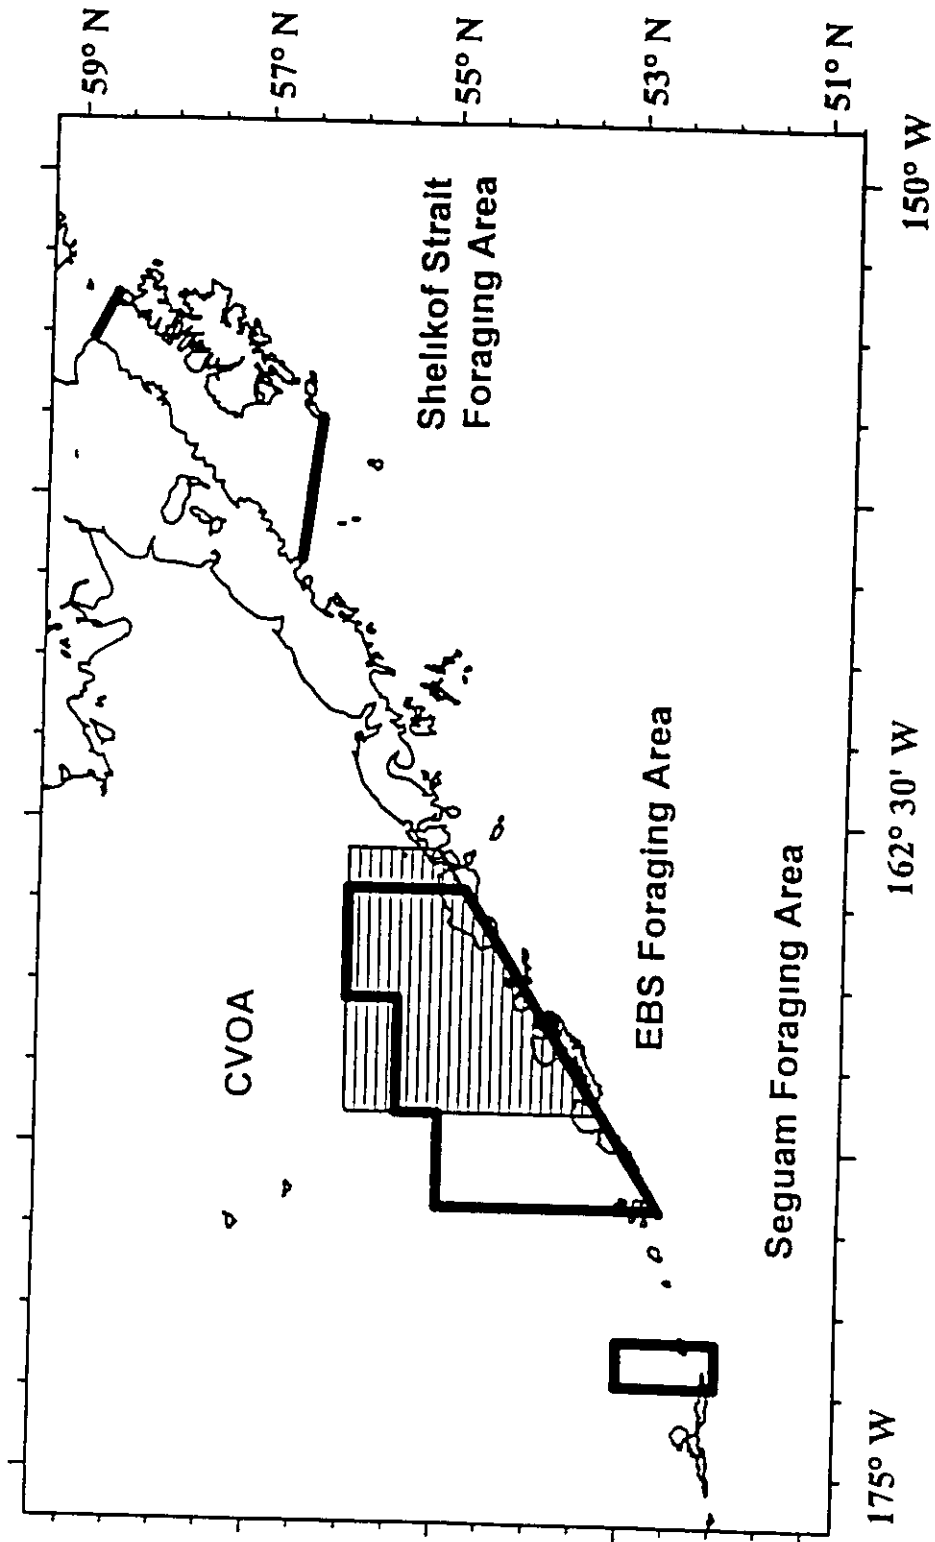 59° N
57° N
55° N
53° N
51° N
CVOA
Shelikof Strait
Foraging Area
EBS Foraging Area
Seguam Foraging Area
175° W
162° 30' W
150° W